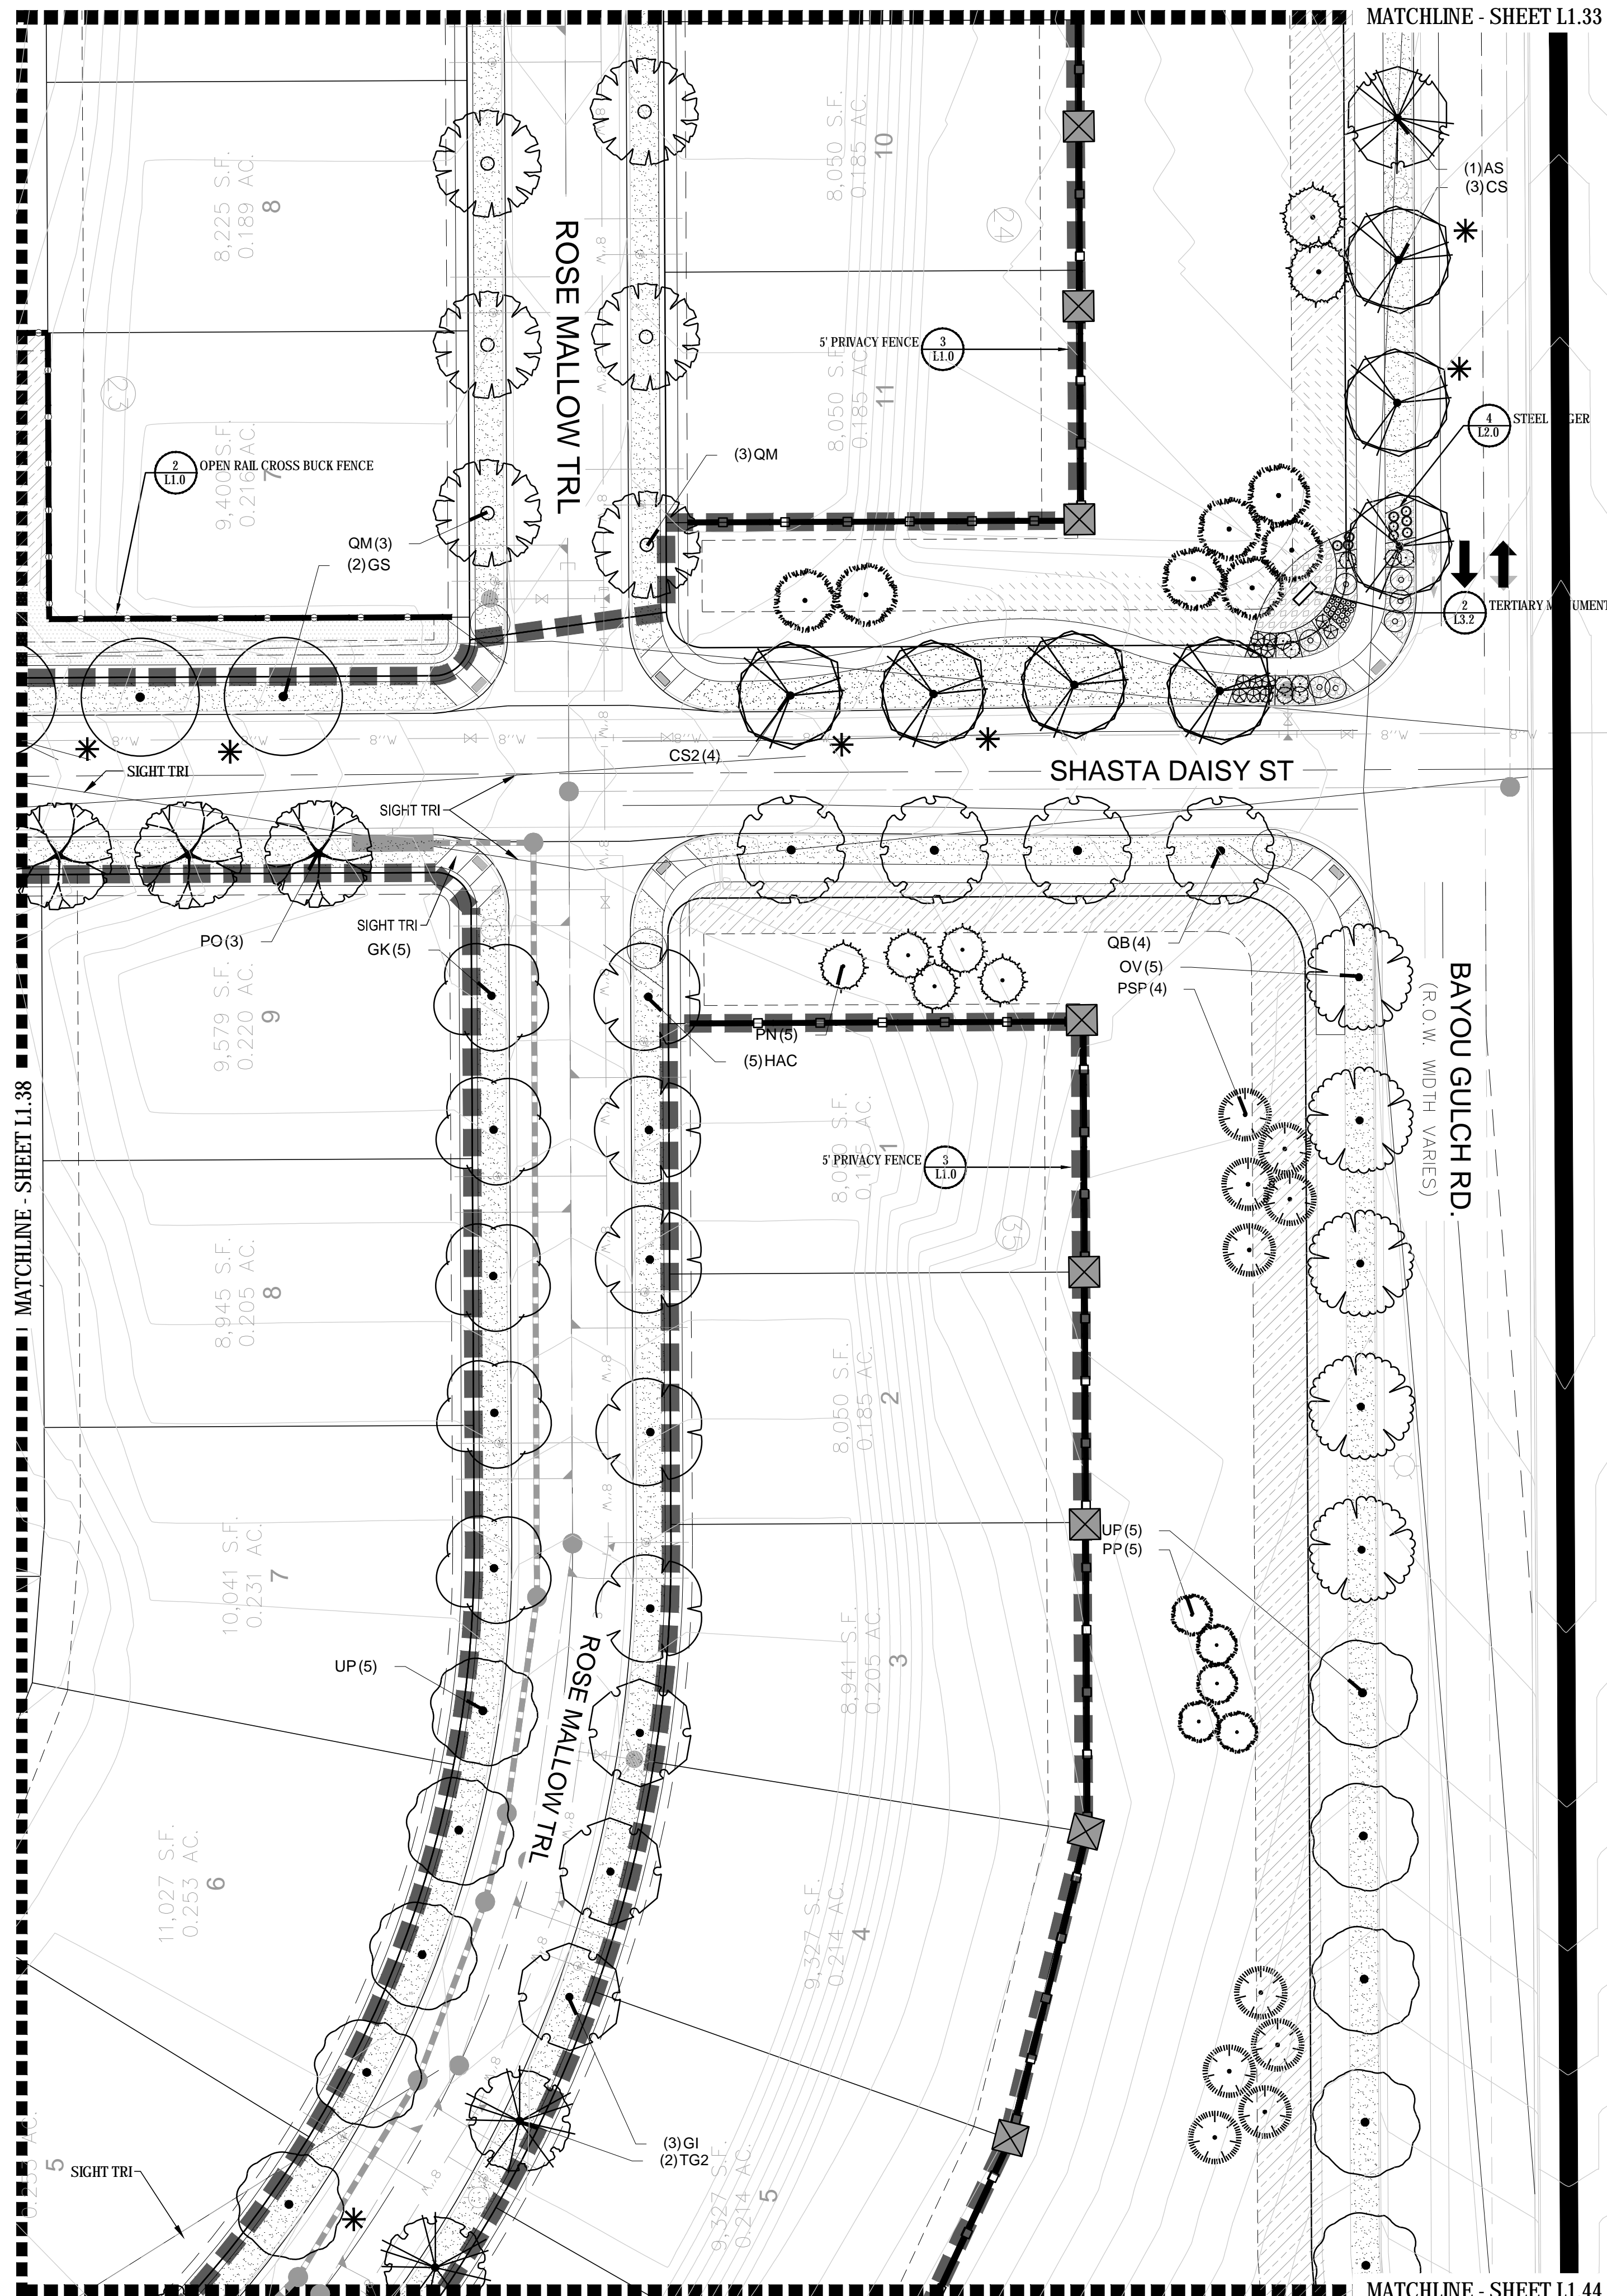 MATCHLINE - SHEET L1.33
(1)AS
(3)CS
8,225 S.F.
0.189 AC.
8
ROSE MALLOW TRL
8,050 S.F.
0.185 AC.
10
24
5' PRIVACY FENCE
3
L1.0
8,050 S.F.
0.185 AC.
11
23
9,400 S.F.
0.216 AC.
7
2
L1.0
OPEN RAIL CROSS BUCK FENCE
(3)QM
4
L2.0
STEEL
QM(3)
(2)GS
2
L3.2
TERTIARY
CS2(4)
8"W
8"W
8"W
8"W
8"W
8"W
SHASTA DAISY ST
SIGHT TRI
SIGHT TRI
SIGHT TRI
PO(3)
GK(5)
QB(4)
OV(5)
PSP(4)
PN(5)
(5)HAC
BAYOU GULCH RD.
(R.O.W. WIDTH VARIES)
9,579 S.F.
0.220 AC.
9
MATCHLINE - SHEET L1.38
1
5' PRIVACY FENCE
3
L1.0
35
8,945 S.F.
0.205 AC.
8
8,050 S.F.
0.185 AC.
2
UP(5)
PP(5)
10,041 S.F.
0.231 AC.
7
8,941 S.F.
0.205 AC.
3
ROSE MALLOW TRL
UP(5)
11,027 S.F.
0.253 AC.
6
9,327 S.F.
0.214 AC.
4
(3)GI
(2)TG2
9,327 S.F.
0.214 AC.
5
5
SIGHT TRI
MATCHLINE - SHEET L1.44